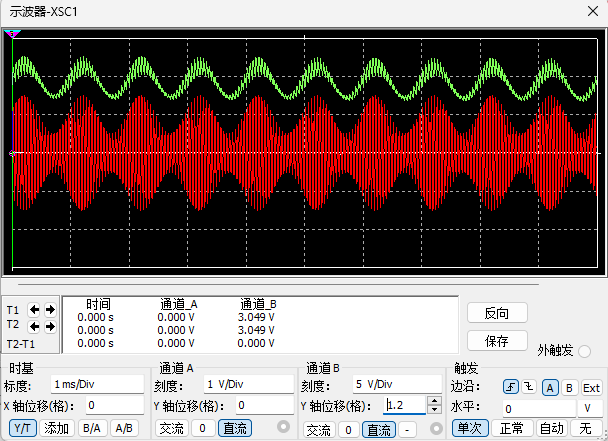 示波器-XSC1
时间 通道_A 通道_B
T1 0.000 s 0.000 V 3.049 V
T2 0.000 s 0.000 V 3.049 V
T2-T1 0.000 s 0.000 V 0.000 V
反向
保存
外触发
时基
标度: 1 ms/Div
X 轴位移(格): 0
Y/T 添加 B/A A/B
通道 A
刻度: 1 V/Div
Y 轴位移(格): 0
交流 0 直流
通道 B
刻度: 5 V/Div
Y 轴位移(格): 1.2
交流 0 直流 -
触发
边沿: A B Ext
水平: 0 V
单次 正常 自动 无